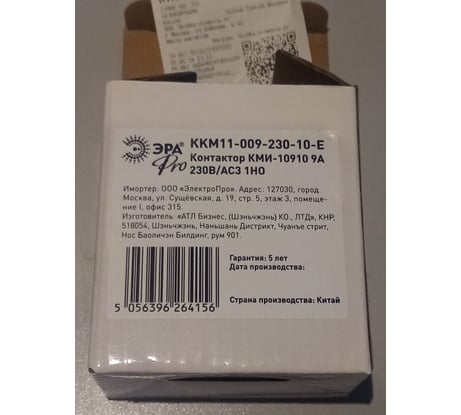 ЭРА
Pro
ККМ11-009-230-10-E
Контактор КМИ-10910 9А
230В/АС3 1НО
Имортер: ООО «ЭлектроПро». Адрес: 127030, город
Москва, ул. Сущёвская, д. 19, стр. 5, этаж 3, помеще-
ние I, офис 315.
Изготовитель: «АТЛ Бизнес, (Шэньчжэнь) КО., ЛТД», КНР,
518054, Шэньчжэнь, Наньшань Дистрикт, Чуанъе стрит,
Нос Баоличэн Билдинг, рум 901.
Гарантия: 5 лет
Дата производства:
Страна производства: Китай
5 056396 264156